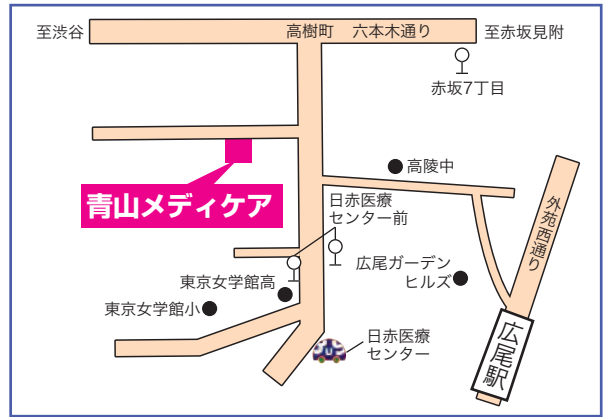 至渋谷
高樹町 六本木通り
至赤坂見附
赤坂7丁目
高陵中
青山メディケア
日赤医療
センター前
外苑西通り
広尾ガーデン
ヒルズ
東京女学館高
東京女学館小
日赤医療
センター
広尾駅